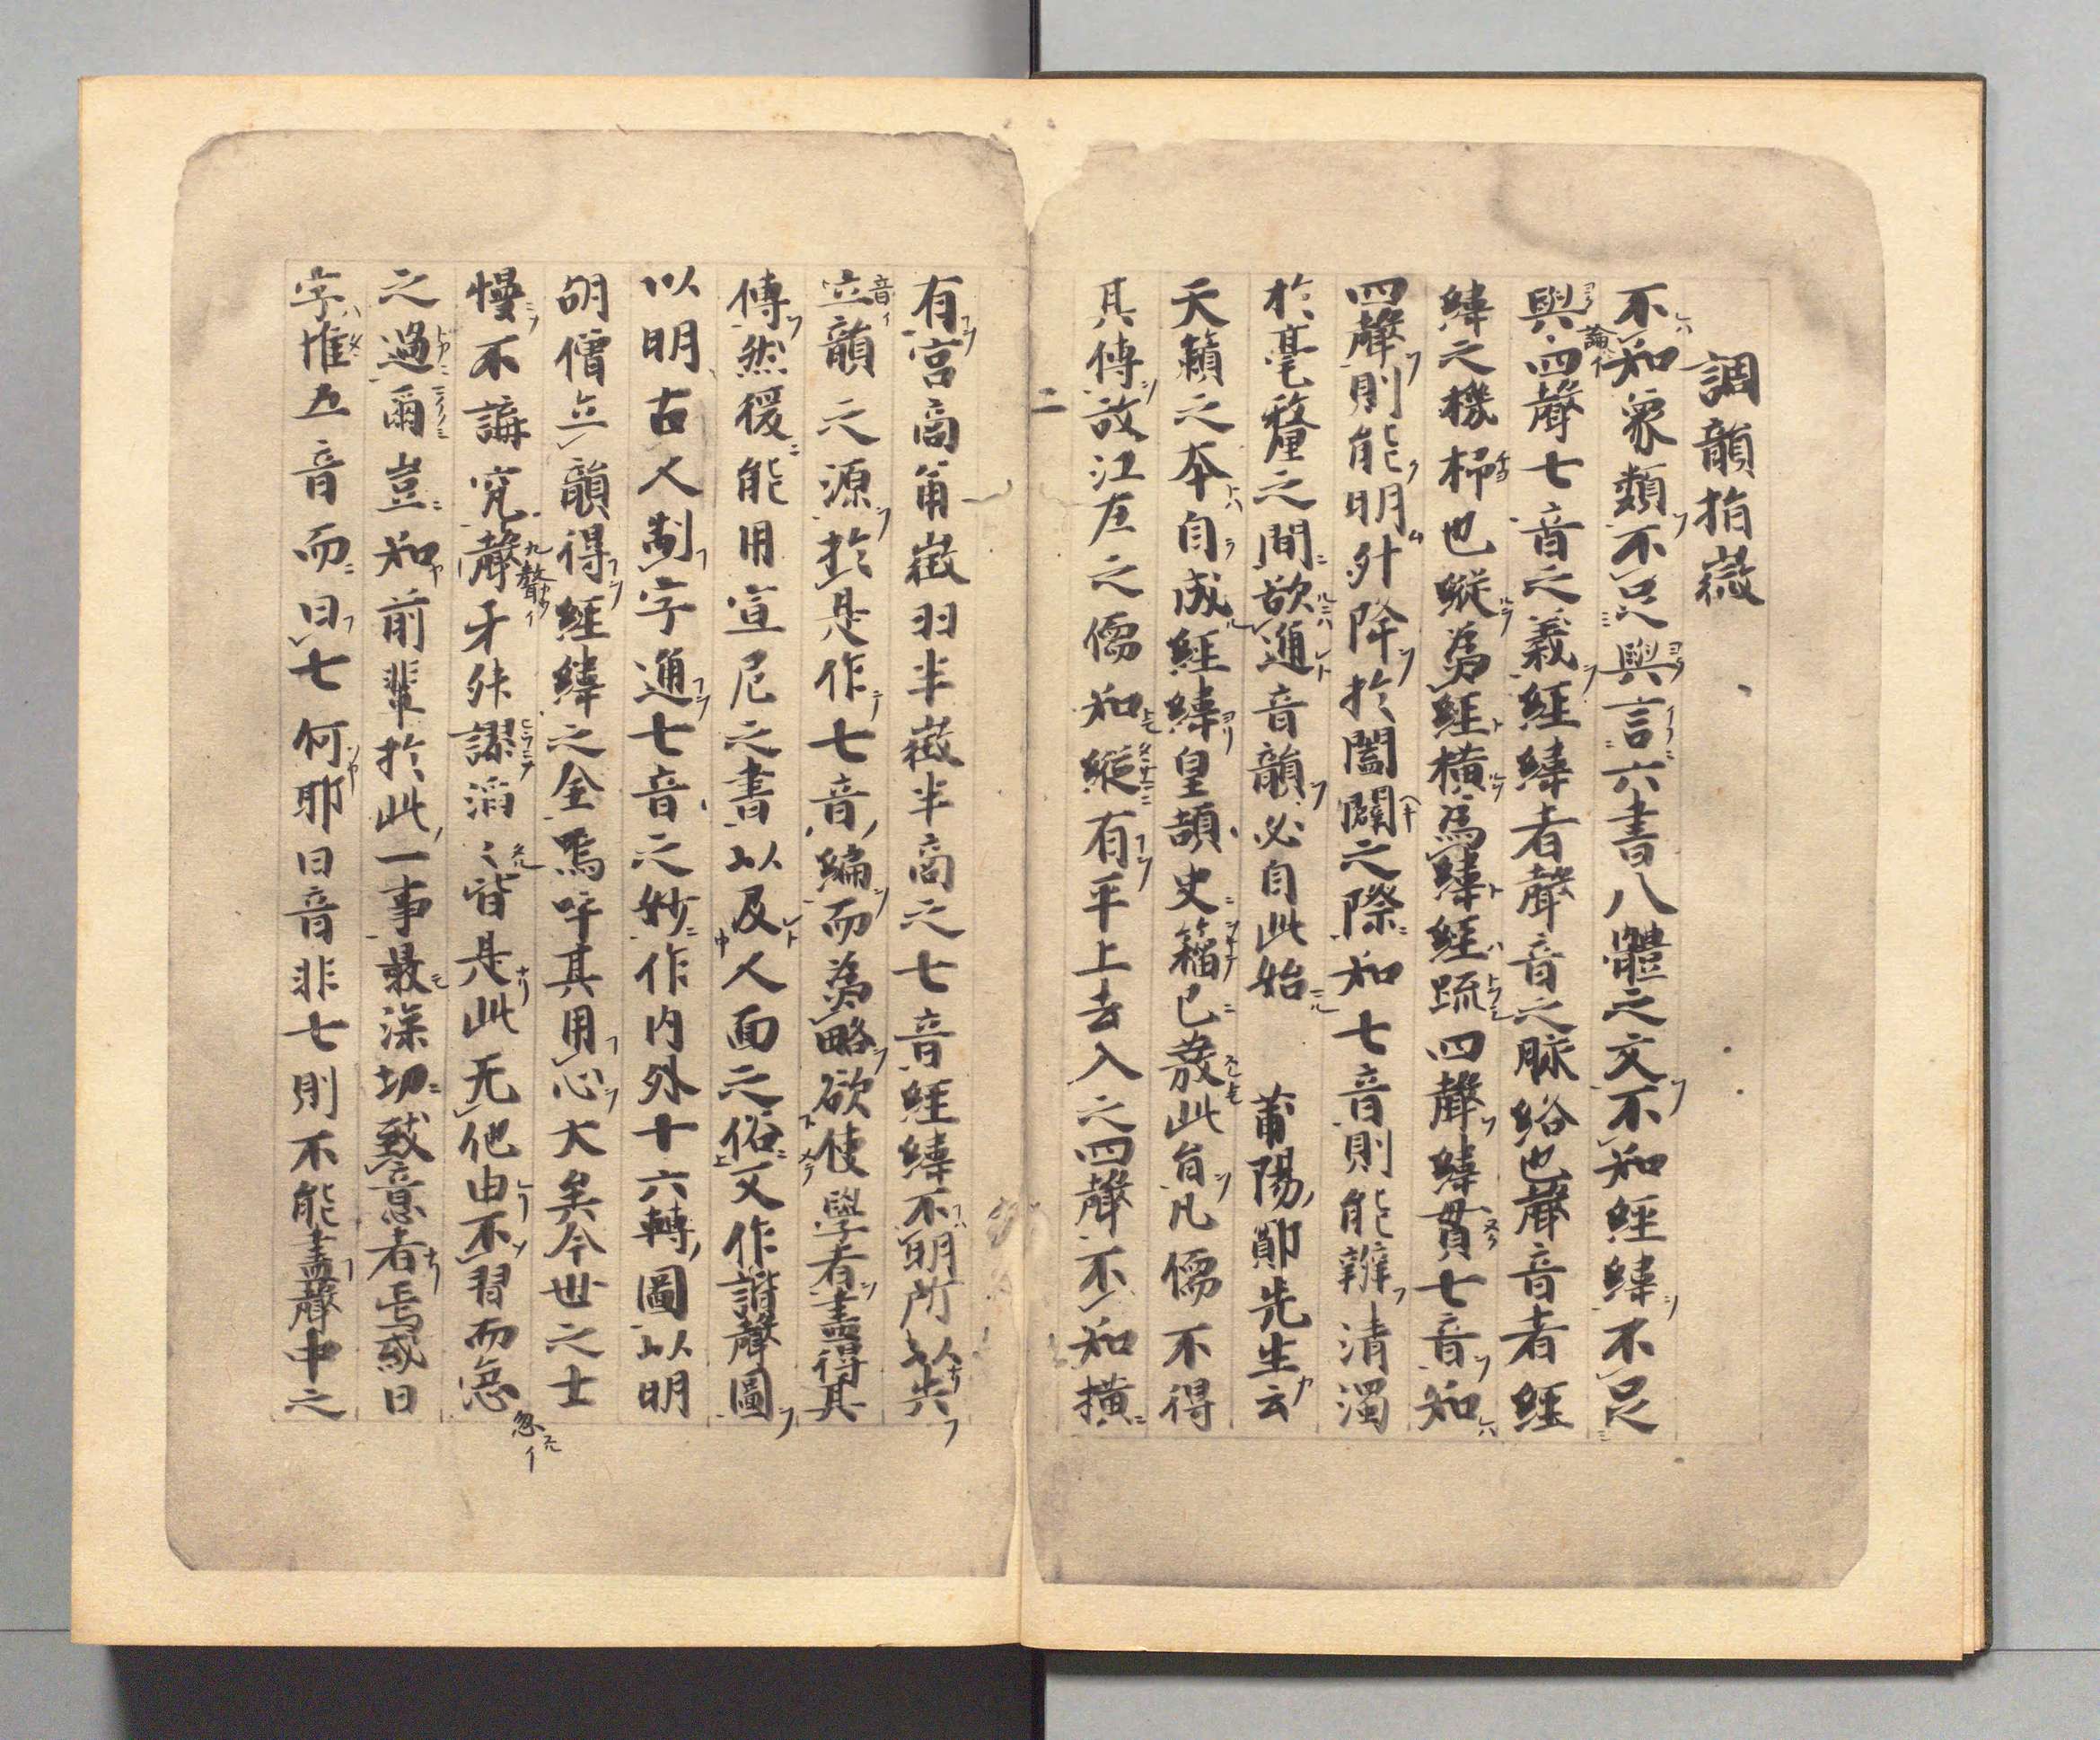 調韻指微
不知象類不足與言六書八體之文不知經緯不足
與四聲七音之義經緯者聲音之脉絡也聲音者經
緯之機杼也縱為經橫為緯經疏四聲緯貫七音知
四聲則能明升降於闔闢之際知七音則能辨清濁
於毫釐之間欲通音韻必自此始 莆陽鄭先生云
天籟之本自成經緯皇頡史籀已發此旨凡儒不得
其傳故江左之儒知縱有平上去入之四聲不知橫
二
有宮商角徵羽半徵半商之七音經緯不明所以失
立韻之源於是作七音編而為略欲使學者盡得其
傳然後能用宣尼之書以及人面之俗又作諧聲圖
以明古人制字通七音之妙作内外十六轉圖以明
胡僧立韻得經緯之全嗚呼其用心大矣今世之士
慢不講究聲牙舛謬滔〻皆是此无他由不習而怠
之過爾豈知前輩於此一事最深切致意者焉或曰
字惟五音而曰七何耶曰音非七則不能盡聲中之